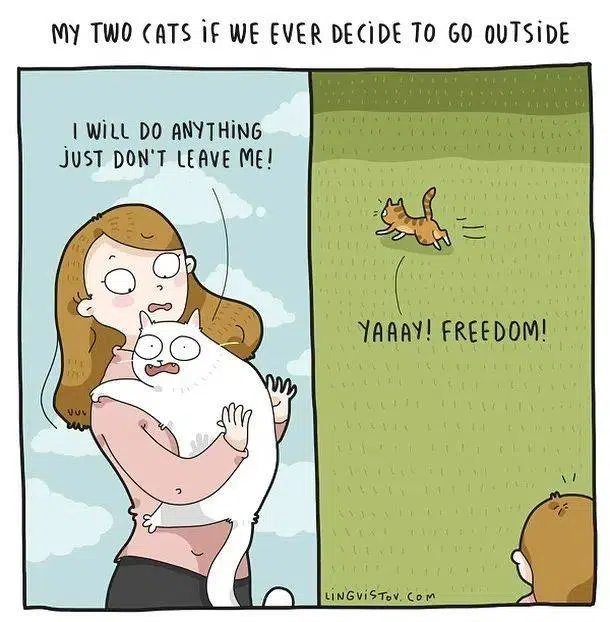 MY TWO CATS iF WE EVER DECiDE TO GO OUTSiDE
I WiLL DO ANYTHiNG
JUST DON'T LEAVE ME!
YAAAY! FREEDOM!
LiNGViSTOV.COM